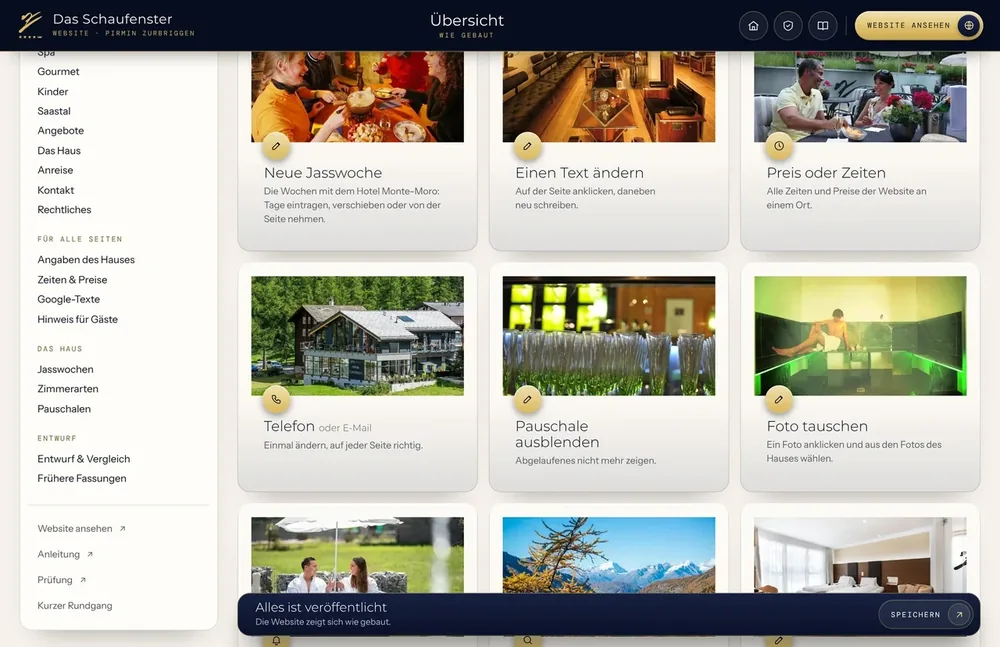 Das Schaufenster
WEBSITE · PIRMIN ZURBRIGGEN
Übersicht
WIE GEBAUT
WEBSITE ANSEHEN
Spa
Gourmet
Kinder
Saastal
Angebote
Das Haus
Anreise
Kontakt
Rechtliches
FÜR ALLE SEITEN
Angaben des Hauses
Zeiten & Preise
Google-Texte
Hinweis für Gäste
DAS HAUS
Jasswochen
Zimmerarten
Pauschalen
ENTWURF
Entwurf & Vergleich
Frühere Fassungen
Website ansehen
Anleitung
Prüfung
Kurzer Rundgang
Neue Jasswoche
Die Wochen mit dem Hotel Monte-Moro:
Tage eintragen, verschieben oder von der
Seite nehmen.
Einen Text ändern
Auf der Seite anklicken, daneben
neu schreiben.
Preis oder Zeiten
Alle Zeiten und Preise der Website an
einem Ort.
Telefon oder E-Mail
Einmal ändern, auf jeder Seite richtig.
Pauschale
ausblenden
Abgelaufenes nicht mehr zeigen.
Foto tauschen
Ein Foto anklicken und aus den Fotos des
Hauses wählen.
Alles ist veröffentlicht
Die Website zeigt sich wie gebaut.
SPEICHERN